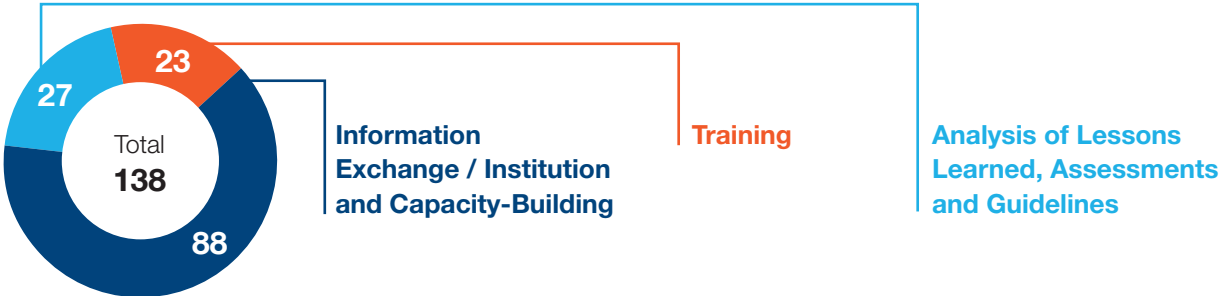 23
27
Total
138
88
Information
Exchange / Institution
and Capacity-Building
Training
Analysis of Lessons
Learned, Assessments
and Guidelines